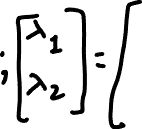 ; [λ₁ λ₂] = [